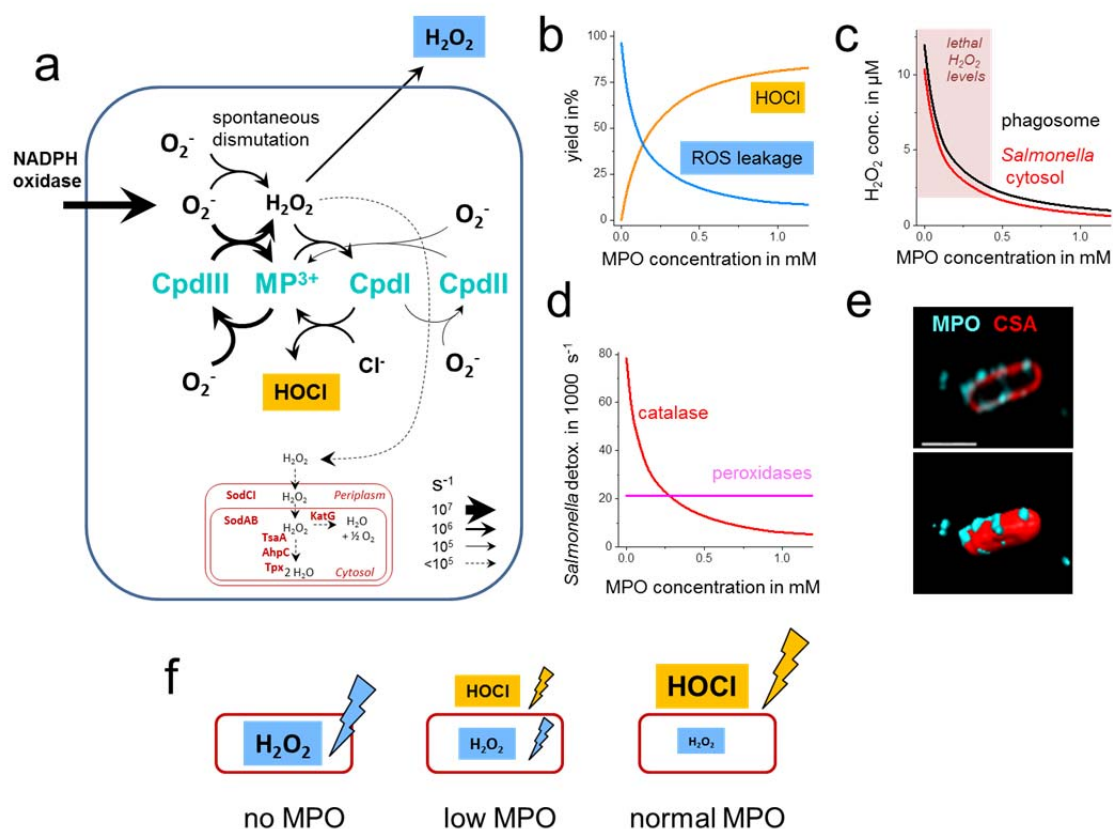 a
H₂O₂
NADPH
oxidase
O₂⁻
spontaneous
dismutation
O₂⁻
H₂O₂
O₂⁻
CpdIII
MP³⁺
CpdI
CpdII
O₂⁻
HOCl
Cl⁻
O₂⁻
H₂O₂
SodCI
H₂O₂
Periplasm
SodAB
H₂O₂
KatG
H₂O
+ ½ O₂
TsaA
AhpC
Tpx
2 H₂O
Cytosol
s⁻¹
10⁷
10⁶
10⁵
<10⁵
b
100
75
50
25
0
yield in%
HOCl
ROS leakage
0.0
0.5
1.0
MPO concentration in mM
c
10
5
0
H₂O₂ conc. in µM
lethal
H₂O₂
levels
phagosome
Salmonella
cytosol
0.0
0.5
1.0
MPO concentration in mM
d
80
60
40
20
0
Salmonella detox. in 1000 s⁻¹
catalase
peroxidases
0.0
0.5
1.0
MPO concentration in mM
e
MPO CSA
f
H₂O₂
no MPO
HOCl
H₂O₂
low MPO
HOCl
H₂O₂
normal MPO